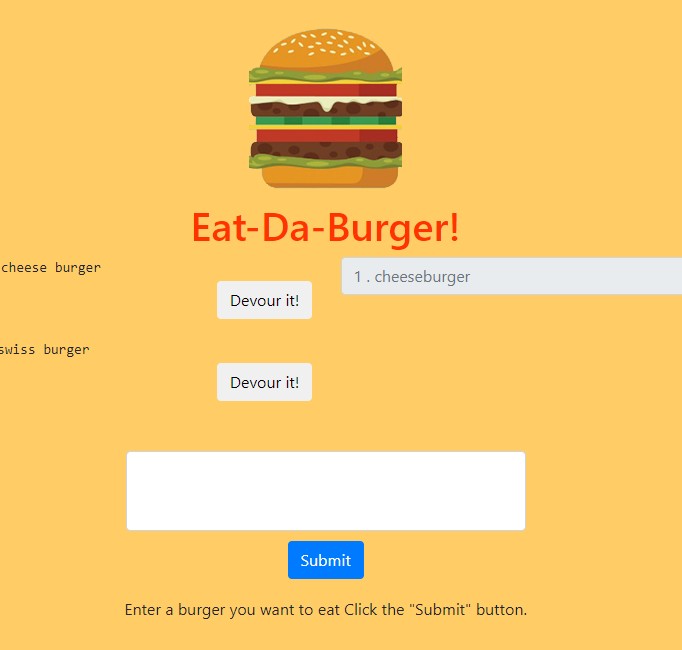 Eat-Da-Burger!
cheese burger
Devour it!
1 . cheeseburger
swiss burger
Devour it!
Submit
Enter a burger you want to eat Click the "Submit" button.